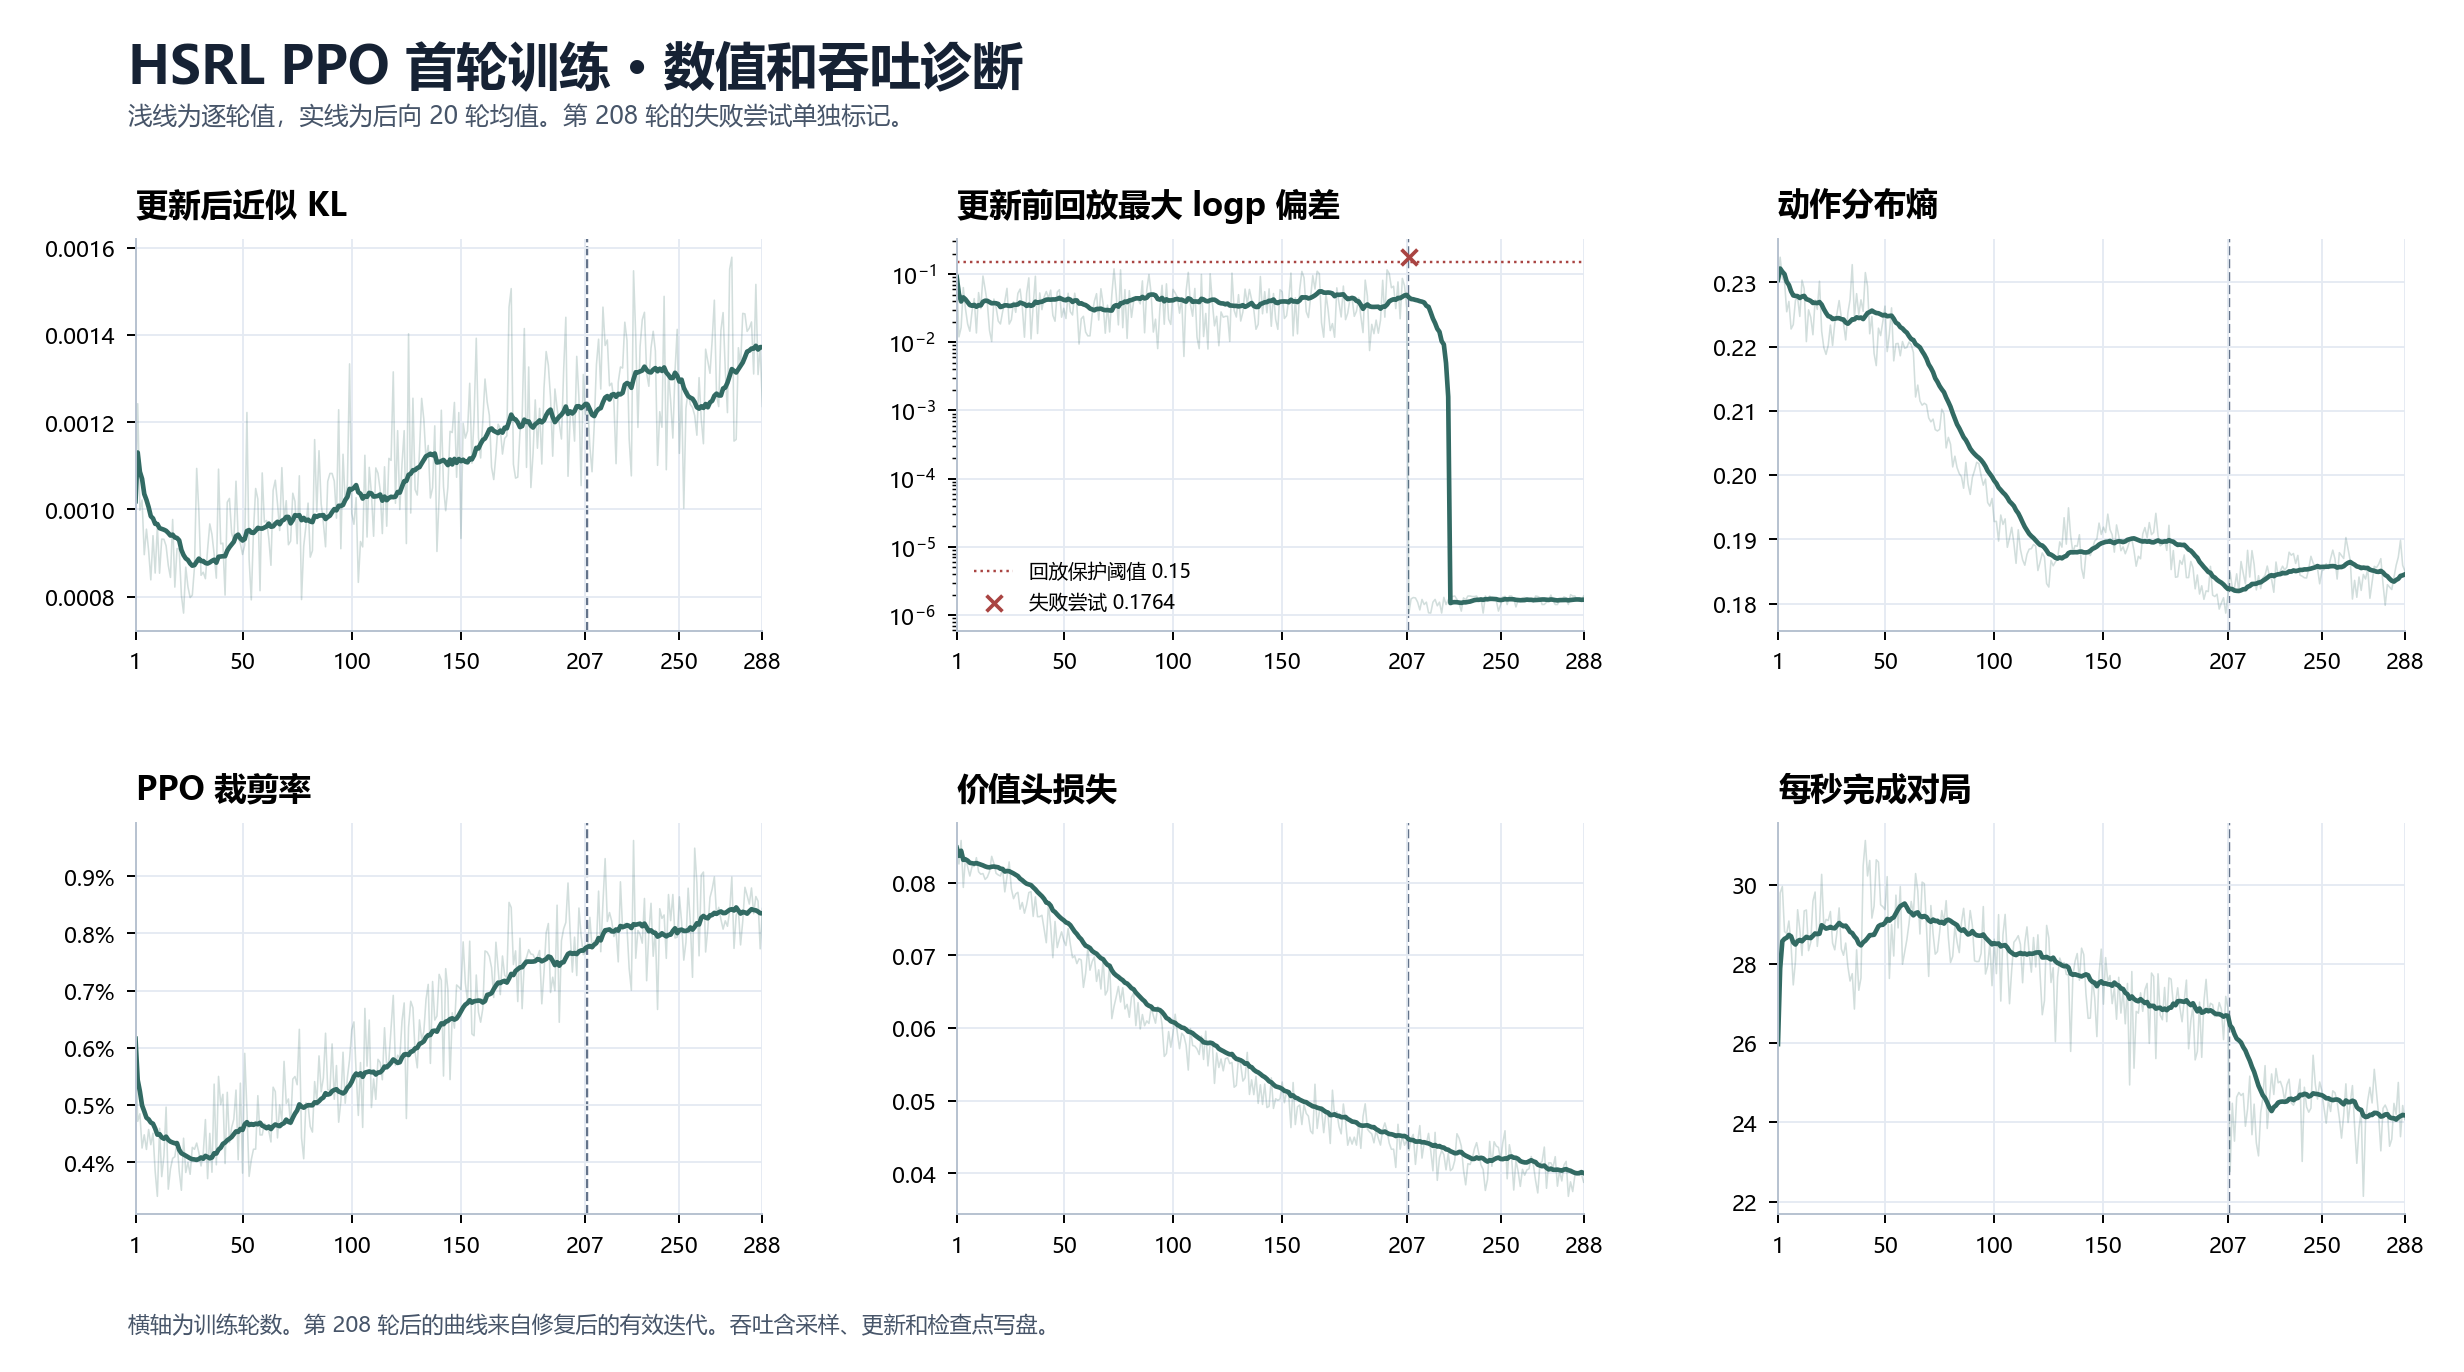 HSRL PPO 首轮训练 • 数值和吞吐诊断
浅线为逐轮值，实线为后向 20 轮均值。第 208 轮的失败尝试单独标记。
更新后近似 KL
0.0016
0.0014
0.0012
0.0010
0.0008
1 50 100 150 207 250 288
更新前回放最大 logp 偏差
10⁻¹
10⁻²
10⁻³
10⁻⁴
10⁻⁵
10⁻⁶
回放保护阈值 0.15
失败尝试 0.1764
1 50 100 150 207 250 288
动作分布熵
0.23
0.22
0.21
0.20
0.19
0.18
1 50 100 150 207 250 288
PPO 裁剪率
0.9%
0.8%
0.7%
0.6%
0.5%
0.4%
1 50 100 150 207 250 288
价值头损失
0.08
0.07
0.06
0.05
0.04
1 50 100 150 207 250 288
每秒完成对局
30
28
26
24
22
1 50 100 150 207 250 288
横轴为训练轮数。第 208 轮后的曲线来自修复后的有效迭代。吞吐含采样、更新和检查点写盘。